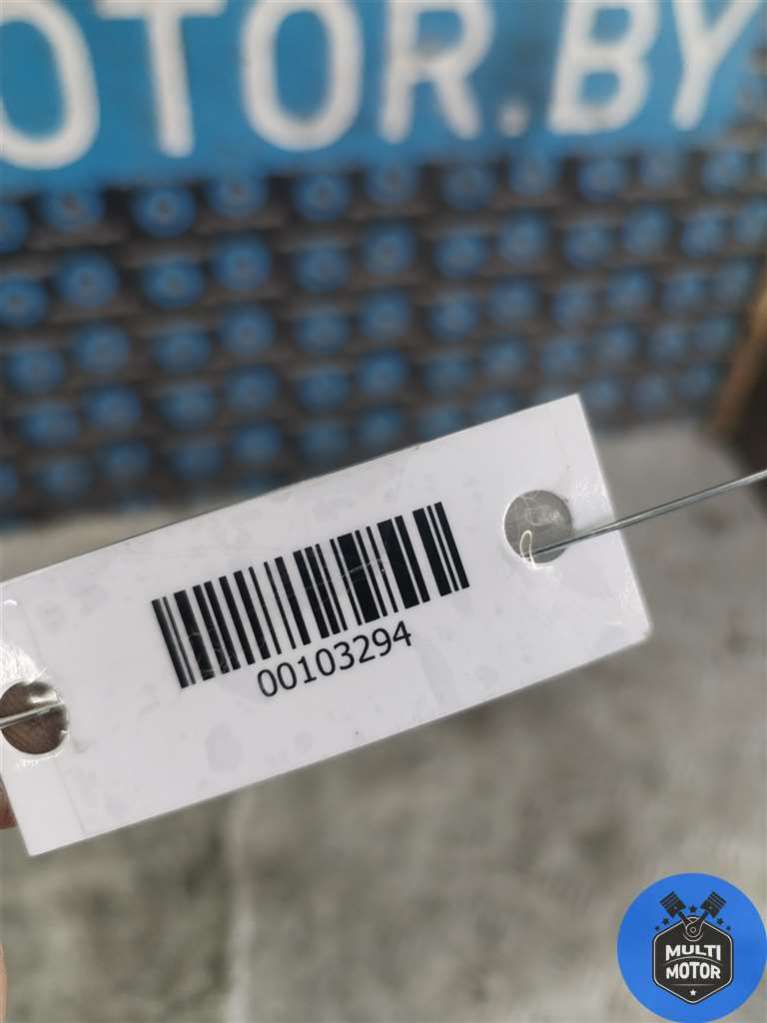 OTOR.BY
00103294
MULTI
MOTOR